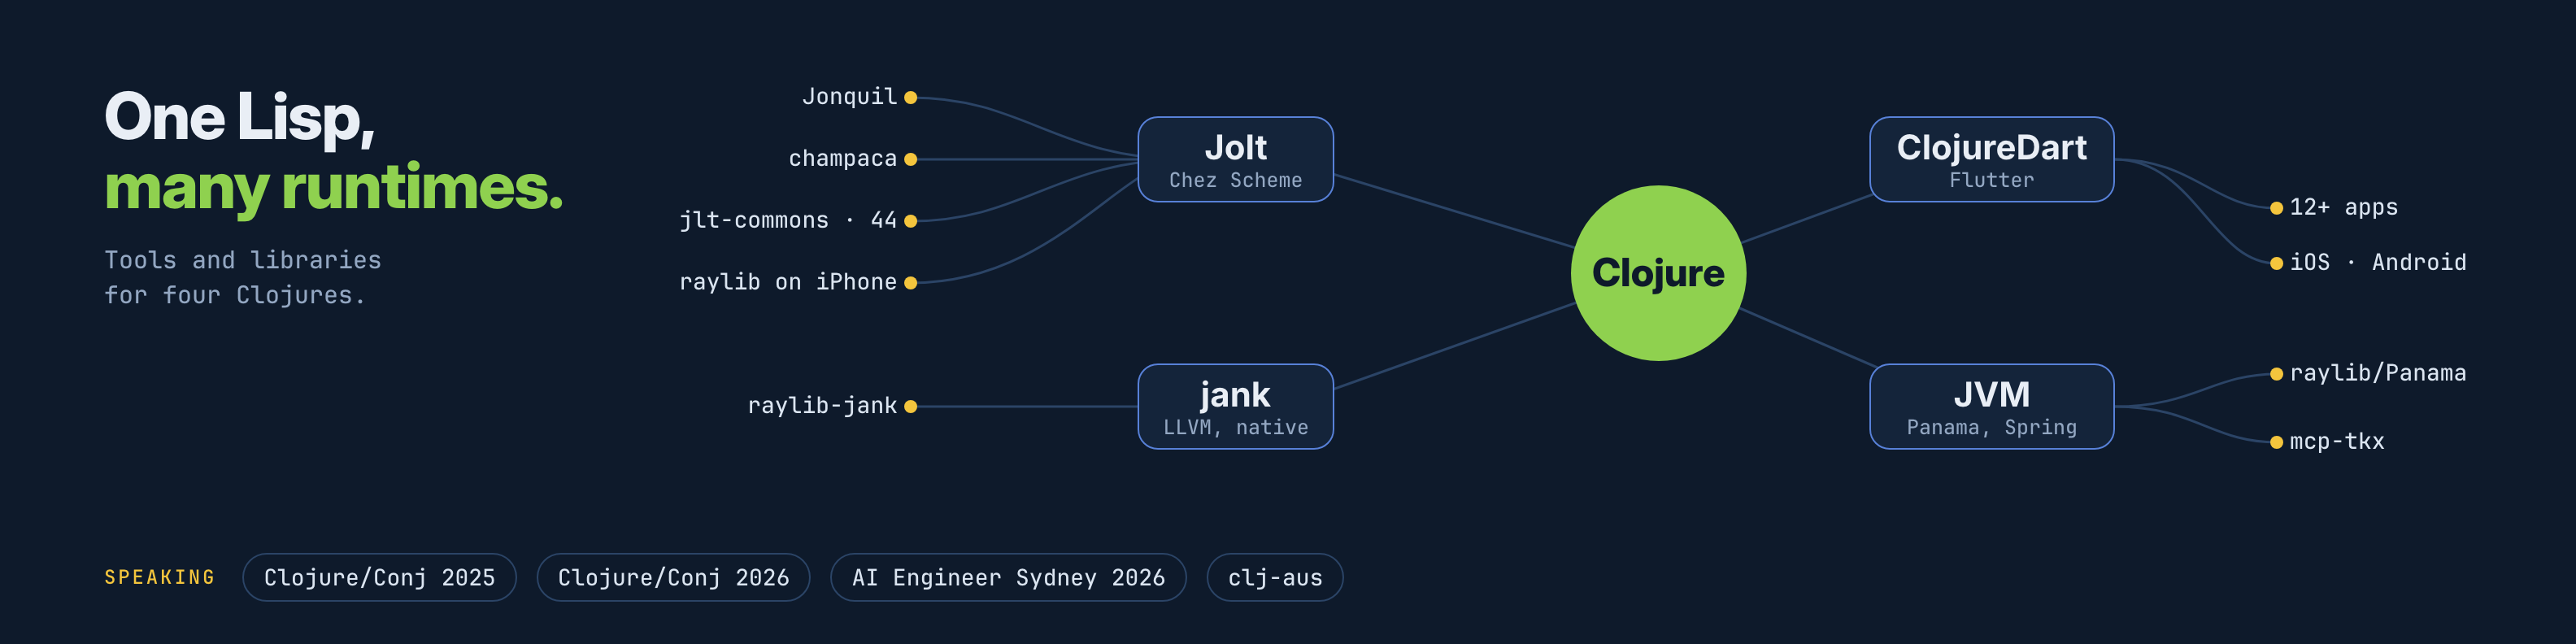 One Lisp,
many runtimes.
Tools and libraries
for four Clojures.
Jonquil
champaca
jlt-commons · 44
raylib on iPhone
raylib-jank
Jolt
Chez Scheme
jank
LLVM, native
Clojure
ClojureDart
Flutter
JVM
Panama, Spring
12+ apps
iOS · Android
raylib/Panama
mcp-tkx
SPEAKING
Clojure/Conj 2025
Clojure/Conj 2026
AI Engineer Sydney 2026
clj-aus